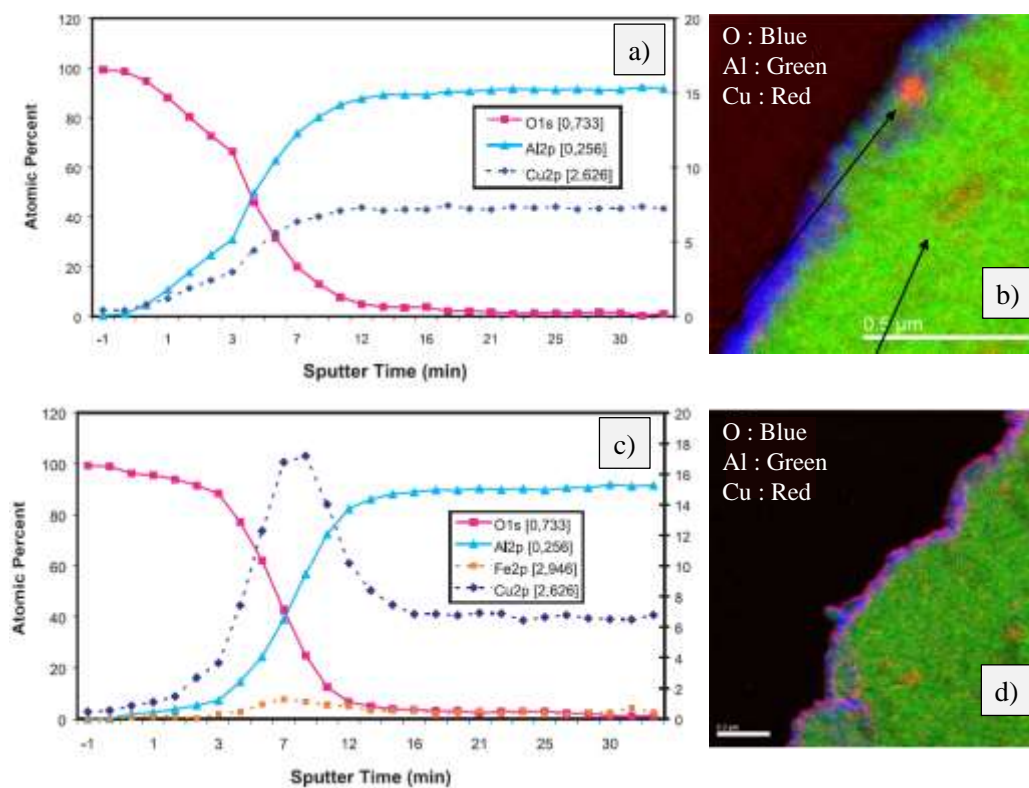 120
100
80
60
40
20
0
Atomic Percent
20
15
10
5
0
a)
O1s [0,733]
Al2p [0,256]
Cu2p [2,626]
-1 1 3 7 12 16 21 25 30
Sputter Time (min)
O : Blue
Al : Green
Cu : Red
b)
0.5 µm
120
100
80
60
40
20
0
Atomic Percent
20
18
16
14
12
10
8
6
4
2
0
c)
O1s [0,733]
Al2p [0,256]
Fe2p [2,946]
Cu2p [2,626]
-1 1 3 7 12 16 21 25 30
Sputter Time (min)
O : Blue
Al : Green
Cu : Red
d)